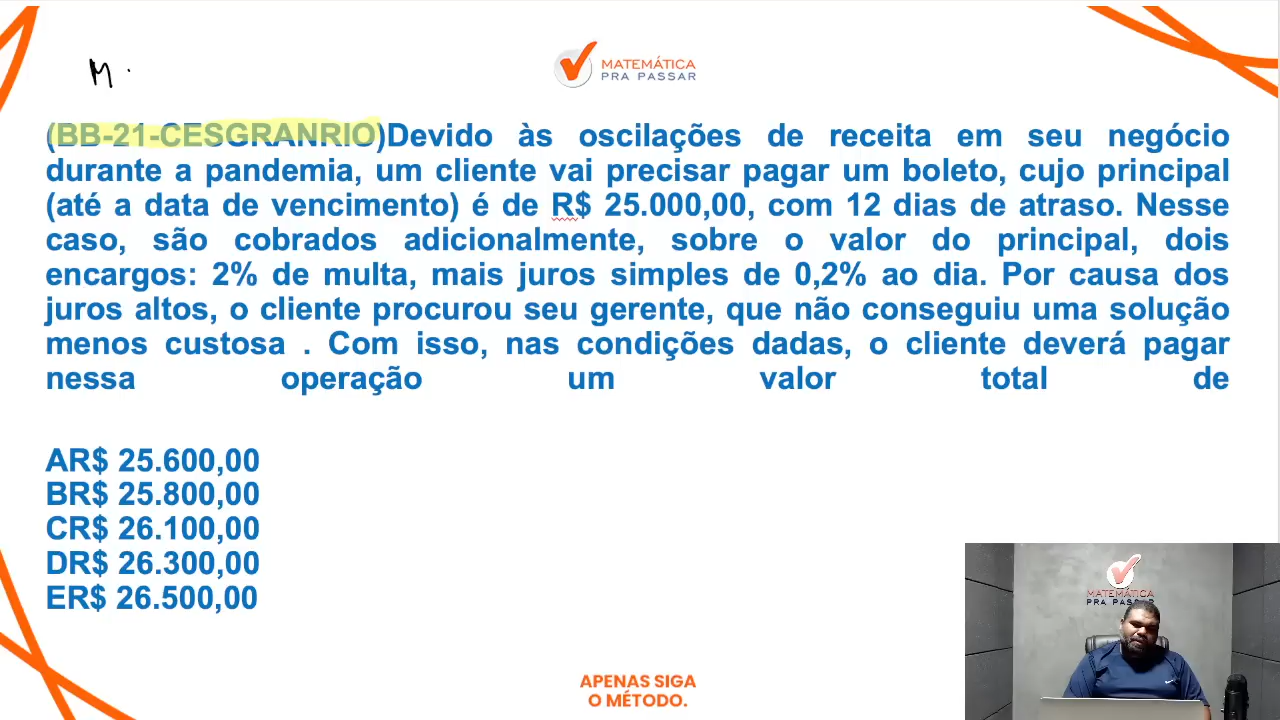 M.
MATEMÁTICA
PRA PASSAR
(BB-21-CESGRANRIO)Devido às oscilações de receita em seu negócio
durante a pandemia, um cliente vai precisar pagar um boleto, cujo principal
(até a data de vencimento) é de R$ 25.000,00, com 12 dias de atraso. Nesse
caso, são cobrados adicionalmente, sobre o valor do principal, dois
encargos: 2% de multa, mais juros simples de 0,2% ao dia. Por causa dos
juros altos, o cliente procurou seu gerente, que não conseguiu uma solução
menos custosa . Com isso, nas condições dadas, o cliente deverá pagar
nessa operação um valor total de
AR$ 25.600,00
BR$ 25.800,00
CR$ 26.100,00
DR$ 26.300,00
ER$ 26.500,00
MATEMÁTICA
PRA PASSAR
APENAS SIGA
O MÉTODO.